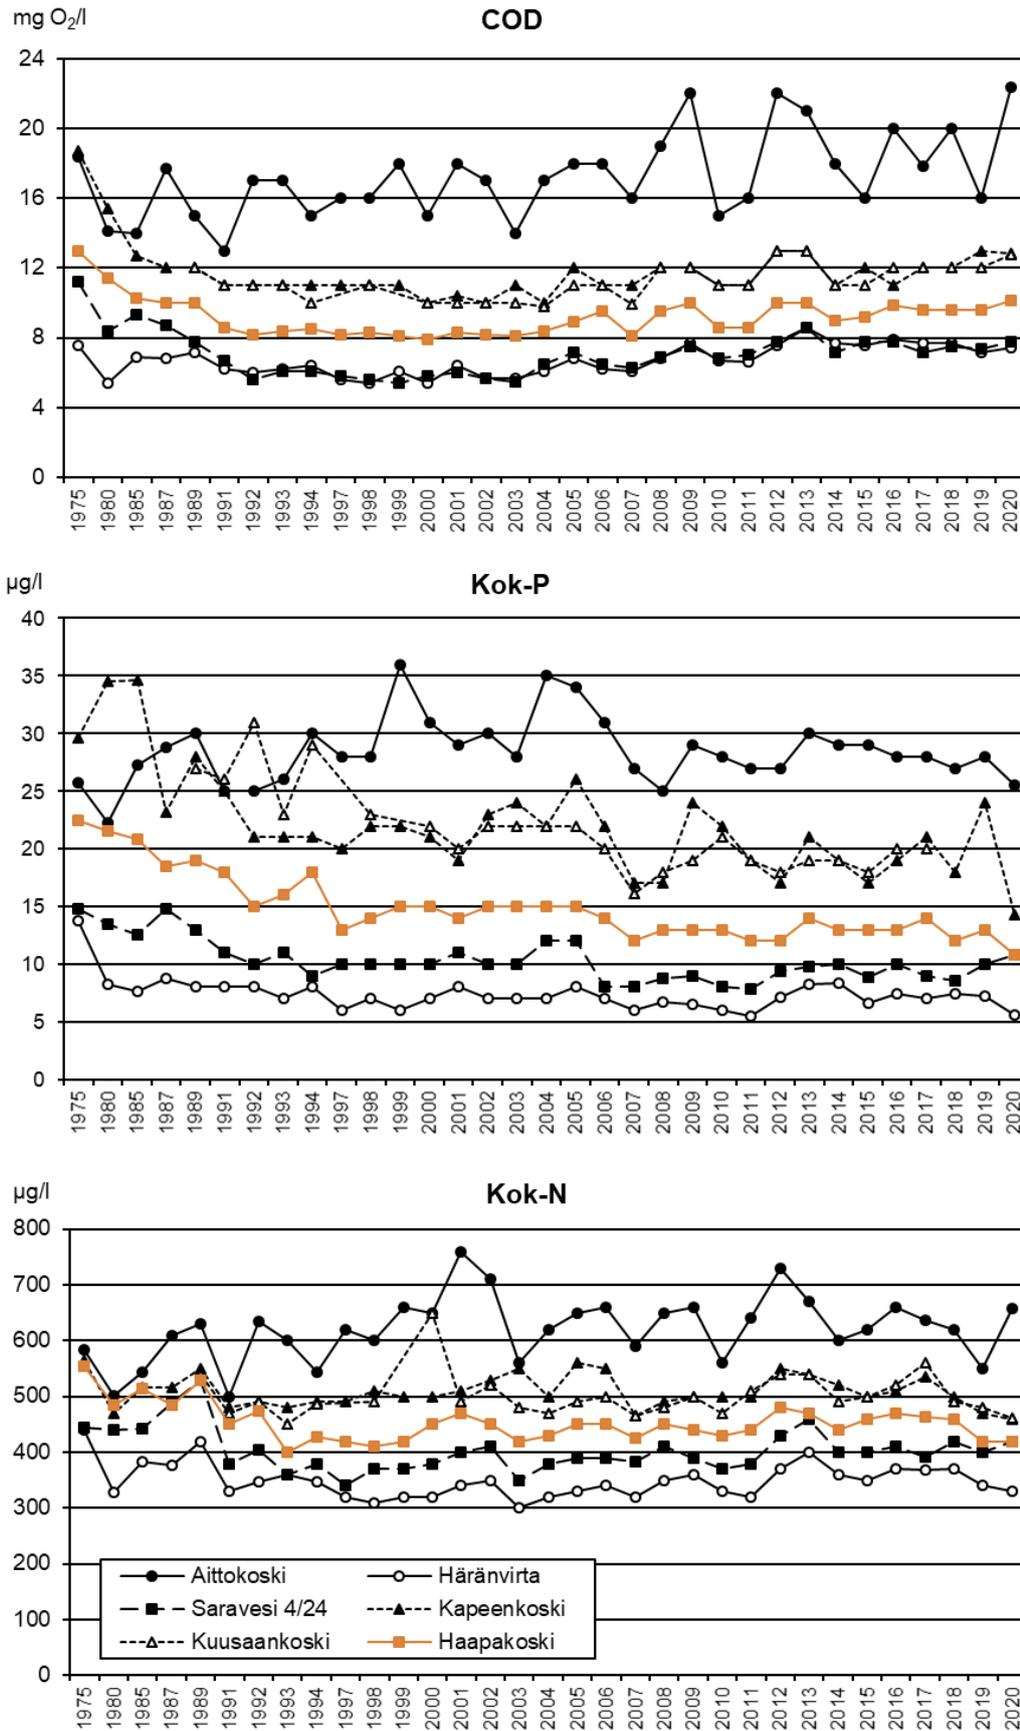 mg O₂/l
COD
24
20
16
12
8
4
0
1975 1980 1985 1987 1989 1991 1992 1993 1994 1997 1998 1999 2000 2001 2002 2003 2004 2005 2006 2007 2008 2009 2010 2011 2012 2013 2014 2015 2016 2017 2018 2019 2020
µg/l
Kok-P
40
35
30
25
20
15
10
5
0
1975 1980 1985 1987 1989 1991 1992 1993 1994 1997 1998 1999 2000 2001 2002 2003 2004 2005 2006 2007 2008 2009 2010 2011 2012 2013 2014 2015 2016 2017 2018 2019 2020
µg/l
Kok-N
800
700
600
500
400
300
200
100
0
Aittokoski Häränvirta
Saravesi 4/24 Kapeenkoski
Kuusaankoski Haapakoski
1975 1980 1985 1987 1989 1991 1992 1993 1994 1997 1998 1999 2000 2001 2002 2003 2004 2005 2006 2007 2008 2009 2010 2011 2012 2013 2014 2015 2016 2017 2018 2019 2020